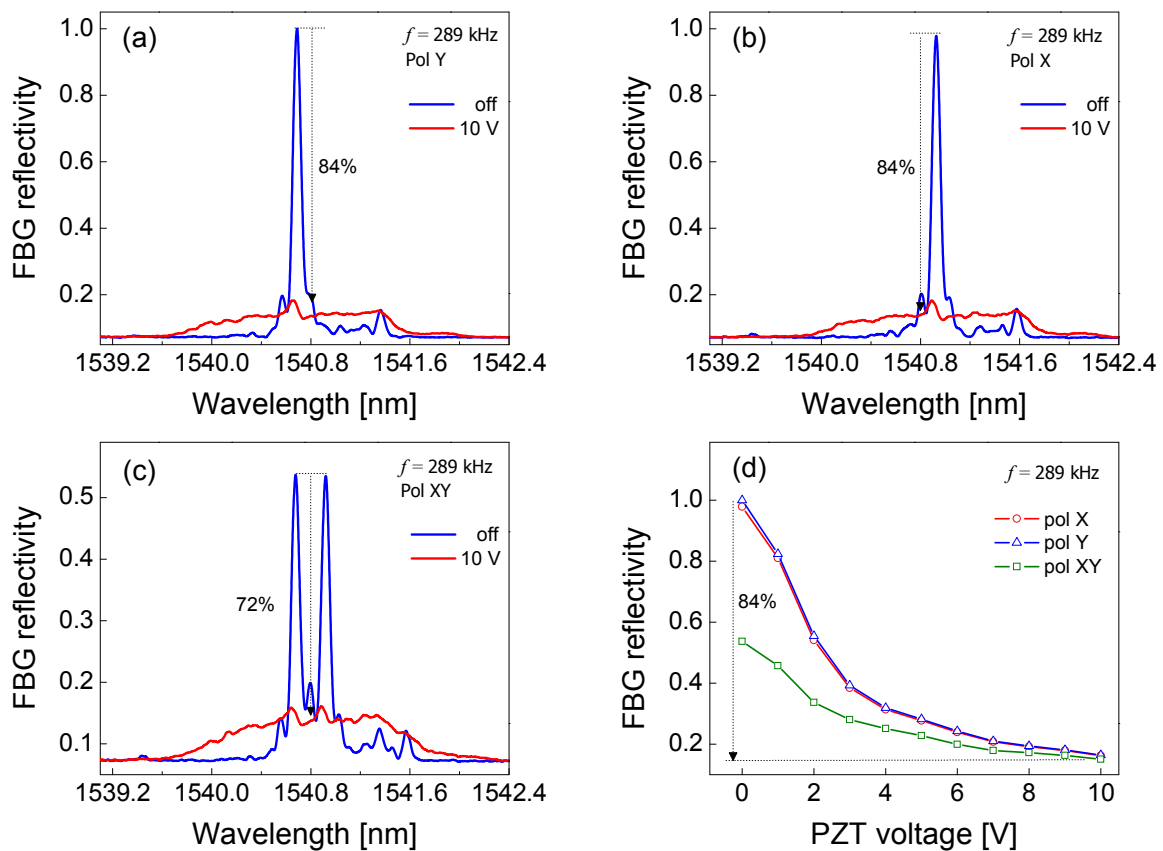 (a)
f = 289 kHz
Pol Y
off
10 V
84%
1.0
0.8
0.6
0.4
0.2
FBG reflectivity
1539.2 1540.0 1540.8 1541.6 1542.4
Wavelength [nm]
(b)
f = 289 kHz
Pol X
off
10 V
84%
1.0
0.8
0.6
0.4
0.2
FBG reflectivity
1539.2 1540.0 1540.8 1541.6 1542.4
Wavelength [nm]
(c)
f = 289 kHz
Pol XY
off
10 V
72%
0.5
0.4
0.3
0.2
0.1
FBG reflectivity
1539.2 1540.0 1540.8 1541.6 1542.4
Wavelength [nm]
(d)
f = 289 kHz
pol X
pol Y
pol XY
84%
1.0
0.8
0.6
0.4
0.2
FBG reflectivity
0 2 4 6 8 10
PZT voltage [V]